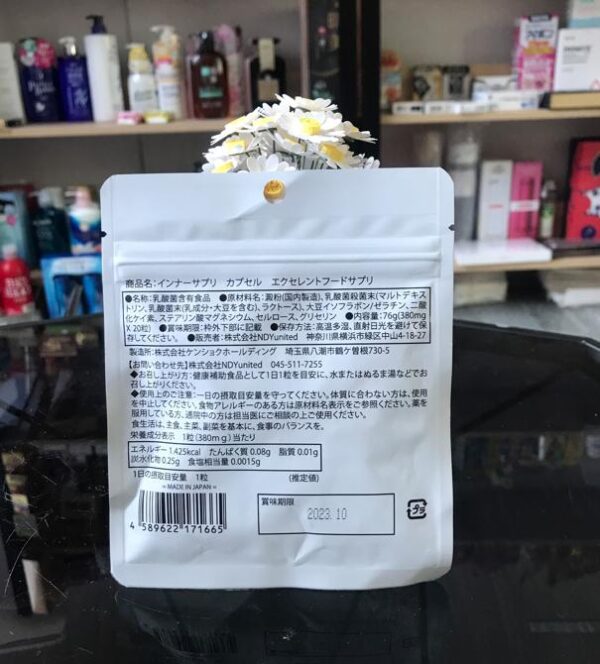 商品名:インナーサプリ カプセル エクセレントフードサプリ
●名称:乳酸菌含有食品 ●原材料名:澱粉(国内製造)、乳酸菌殺菌末(マルトデキス
トリン、乳酸菌末(乳成分・大豆を含む)、ラクトース)、大豆イソフラボン/ゼラチン、二酸
化ケイ素、ステアリン酸マグネシウム、セルロース、グリセリン ●内容量:76g(380mg
X 20粒) ●賞味期限:枠外下部に記載 ●保存方法:高温多湿、直射日光を避けて保
存してください。 ●販売者:株式会社NDYunited 神奈川県横浜市緑区中山4-18-27
製造所:株式会社ケンショクホールディング 埼玉県八潮市鶴ケ曽根730-5
【お問い合わせ先】株式会社NDYunited 045-511-7255
◆お召し上がり方:健康補助食品として1日1粒を目安に、水またはぬるま湯などでお
召し上がりください。
◆使用上のご注意:一日の摂取目安量を守ってください。体質に合わない方は、使用
を中止してください。食物アレルギーのある方は原材料名表示をご参照ください。薬を
服用している方、通院中の方は担当医にご相談の上ご使用ください。
食生活は、主食、主菜、副菜を基本に、食事のバランスを。
栄養成分表示 1粒(380mg)当たり
エネルギー 1.425kcal たんぱく質 0.08g 脂質 0.01g
炭水化物 0.25g 食塩相当量 0.0015g
1日の摂取目安量 1粒 (推定値)
MADE IN JAPAN
4 589622 171665
賞味期限
2023.10
プラ